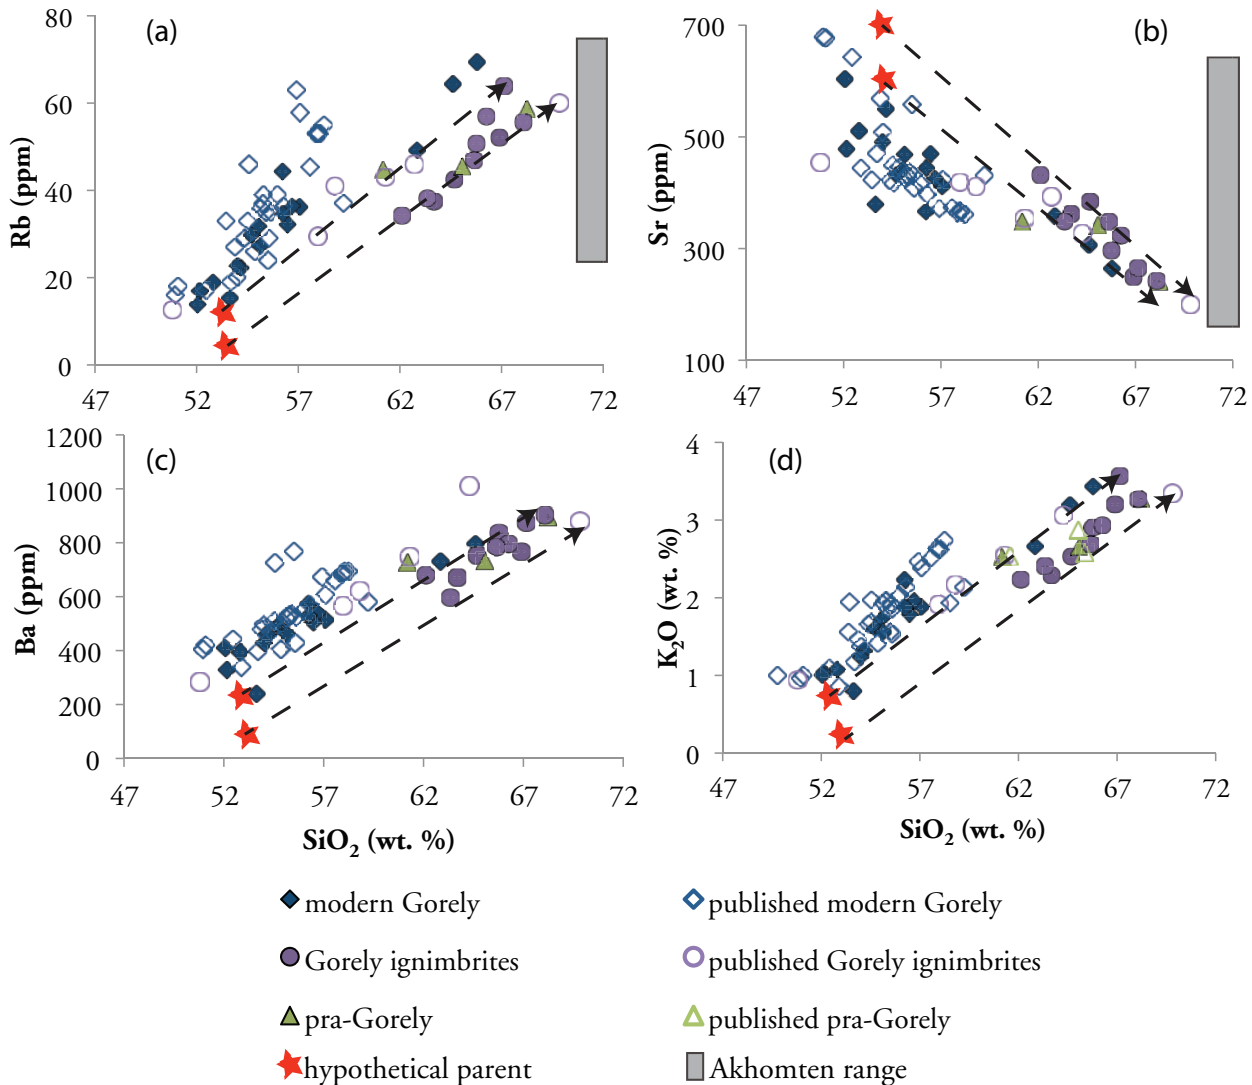 (a)
80
60
40
20
0
Rb (ppm)
47 52 57 62 67 72
(b)
700
500
300
100
Sr (ppm)
47 52 57 62 67 72
(c)
1200
1000
800
600
400
200
0
Ba (ppm)
47 52 57 62 67 72
SiO₂ (wt. %)
(d)
4
3
2
1
0
K₂O (wt. %)
47 52 57 62 67 72
SiO₂ (wt. %)
modern Gorely
published modern Gorely
Gorely ignimbrites
published Gorely ignimbrites
pra-Gorely
published pra-Gorely
hypothetical parent
Akhomten range